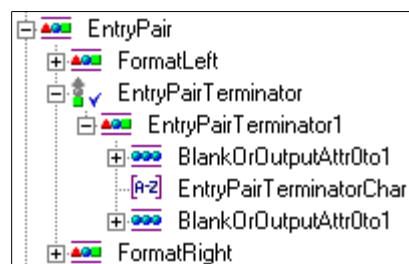 EntryPair
FormatLeft
EntryPairTerminator
EntryPairTerminator1
BlankOrOutputAttr0to1
[A-Z] EntryPairTerminatorChar
BlankOrOutputAttr0to1
FormatRight